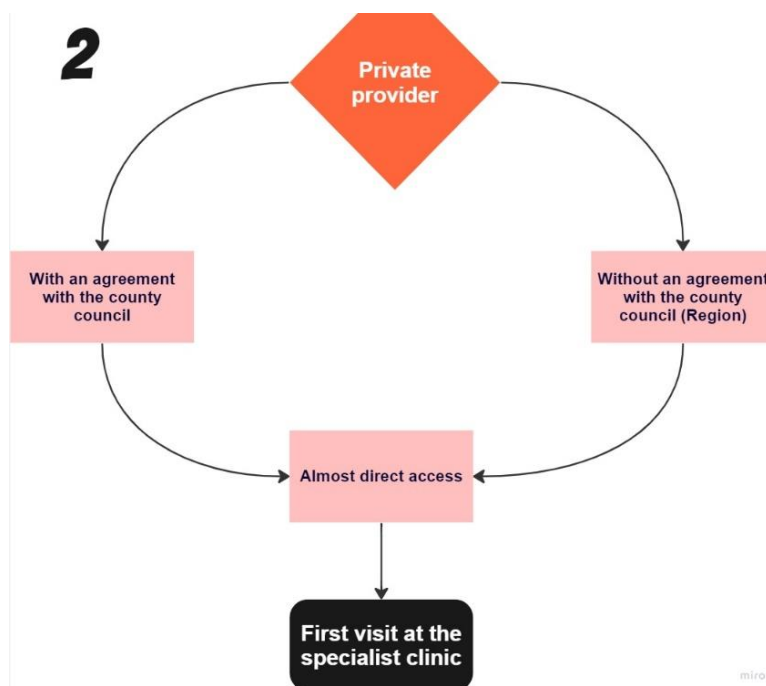 2
Private
provider
With an agreement
with the county
council
Without an agreement
with the county
council (Region)
Almost direct access
First visit at the
specialist clinic
miro